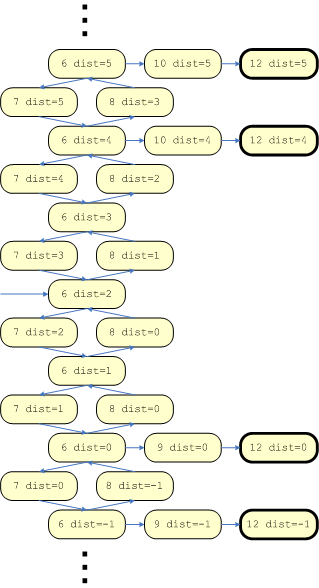 6 dist=5 10 dist=5 12 dist=5
7 dist=5 8 dist=3
6 dist=4 10 dist=4 12 dist=4
7 dist=4 8 dist=2
6 dist=3
7 dist=3 8 dist=1
6 dist=2
7 dist=2 8 dist=0
6 dist=1
7 dist=1 8 dist=0
6 dist=0 9 dist=0 12 dist=0
7 dist=0 8 dist=-1
6 dist=-1 9 dist=-1 12 dist=-1